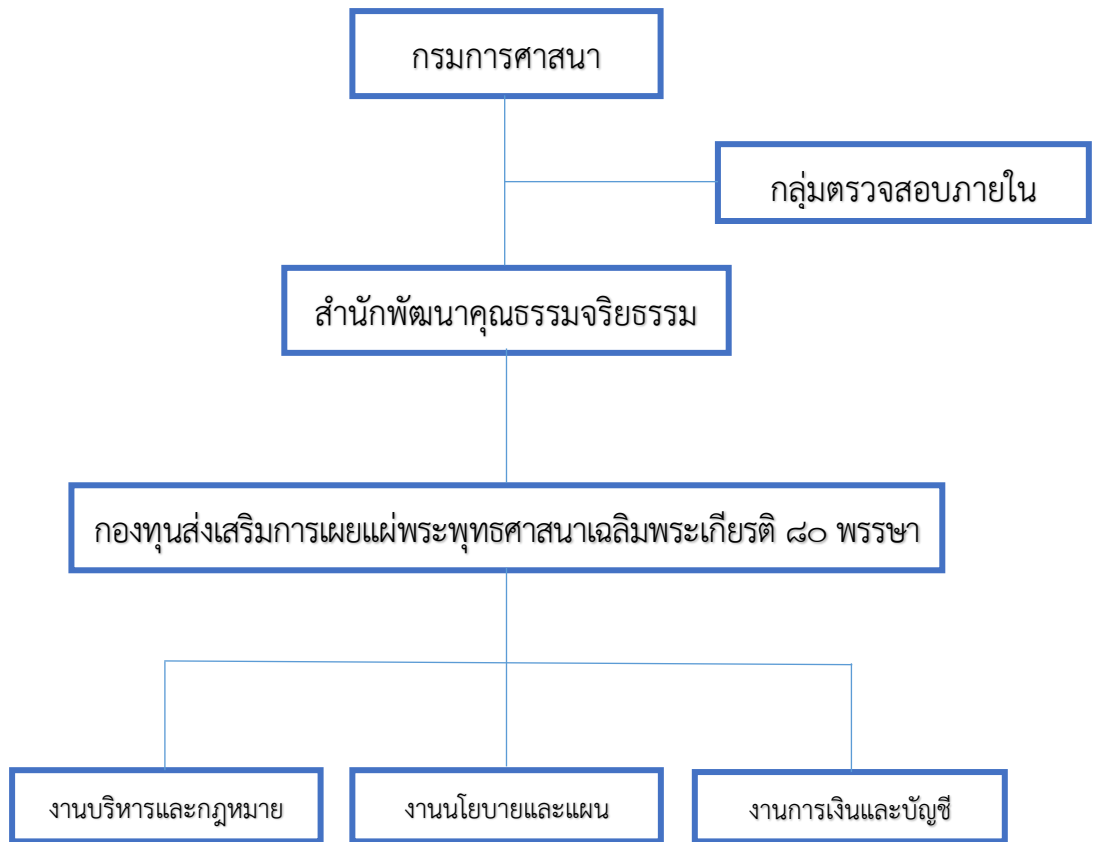 กรมการศาสนา
กลุ่มตรวจสอบภายใน
สำนักพัฒนาคุณธรรมจริยธรรม
กองทุนส่งเสริมการเผยแผ่พระพุทธศาสนาเฉลิมพระเกียรติ ๘๐ พรรษา
งานบริหารและกฎหมาย
งานนโยบายและแผน
งานการเงินและบัญชี